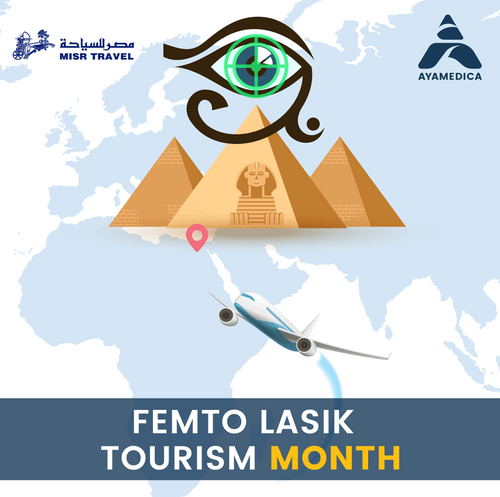 مصر للسياحة
MISR TRAVEL
AYAMEDICA
FEMTO LASIK
TOURISM MONTH